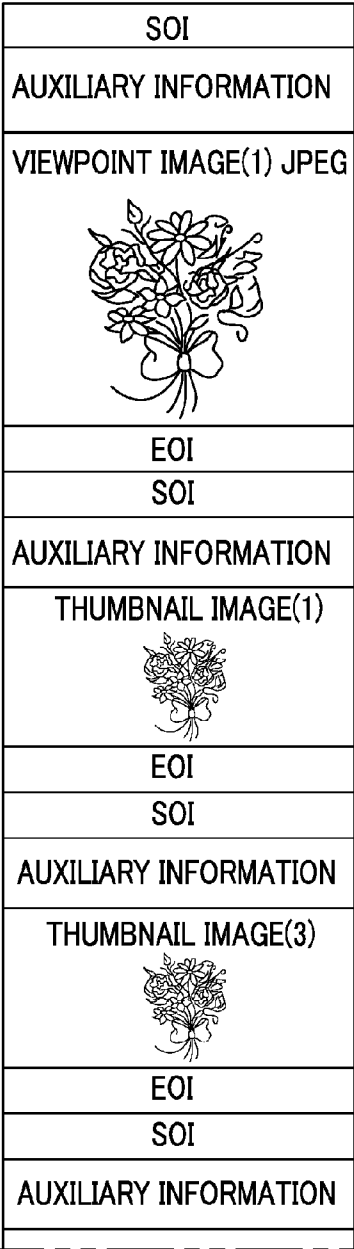 SOI
AUXILIARY INFORMATION
VIEWPOINT IMAGE(1) JPEG
EOI
SOI
AUXILIARY INFORMATION
THUMBNAIL IMAGE(1)
EOI
SOI
AUXILIARY INFORMATION
THUMBNAIL IMAGE(3)
EOI
SOI
AUXILIARY INFORMATION